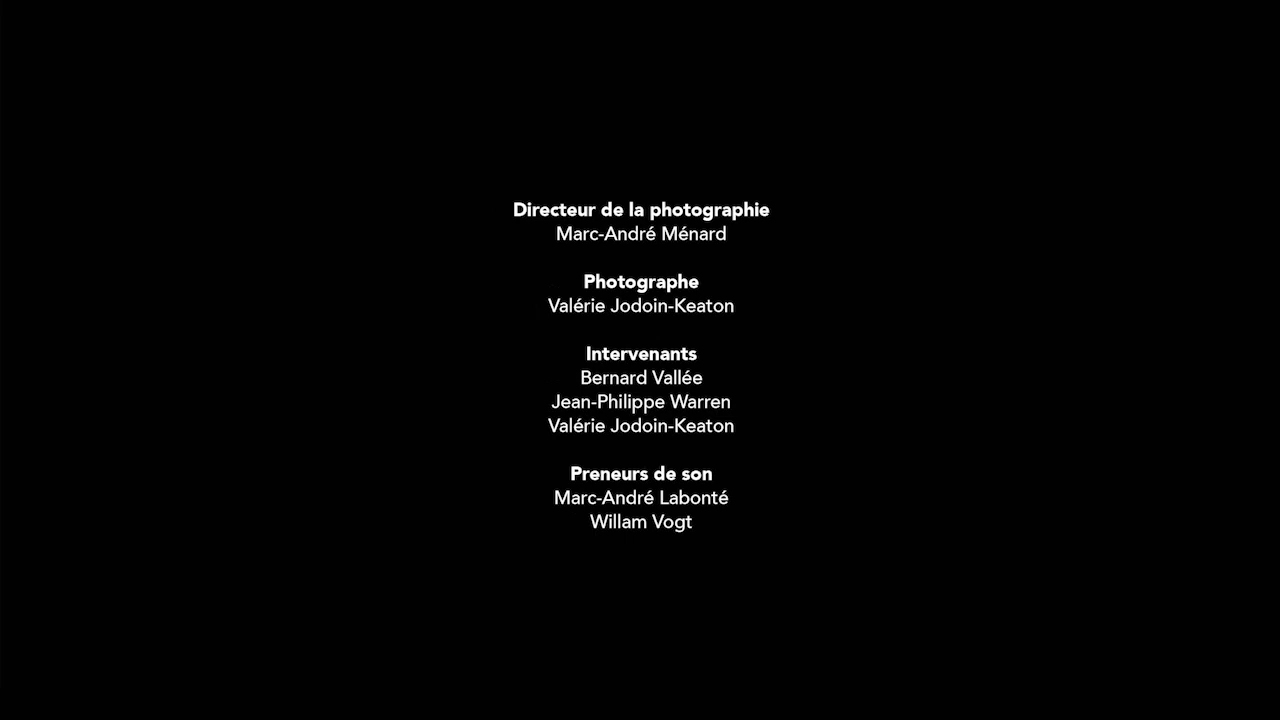 Directeur de la photographie
Marc-André Ménard
Photographe
Valérie Jodoin-Keaton
Intervenants
Bernard Vallée
Jean-Philippe Warren
Valérie Jodoin-Keaton
Preneurs de son
Marc-André Labonté
Willam Vogt